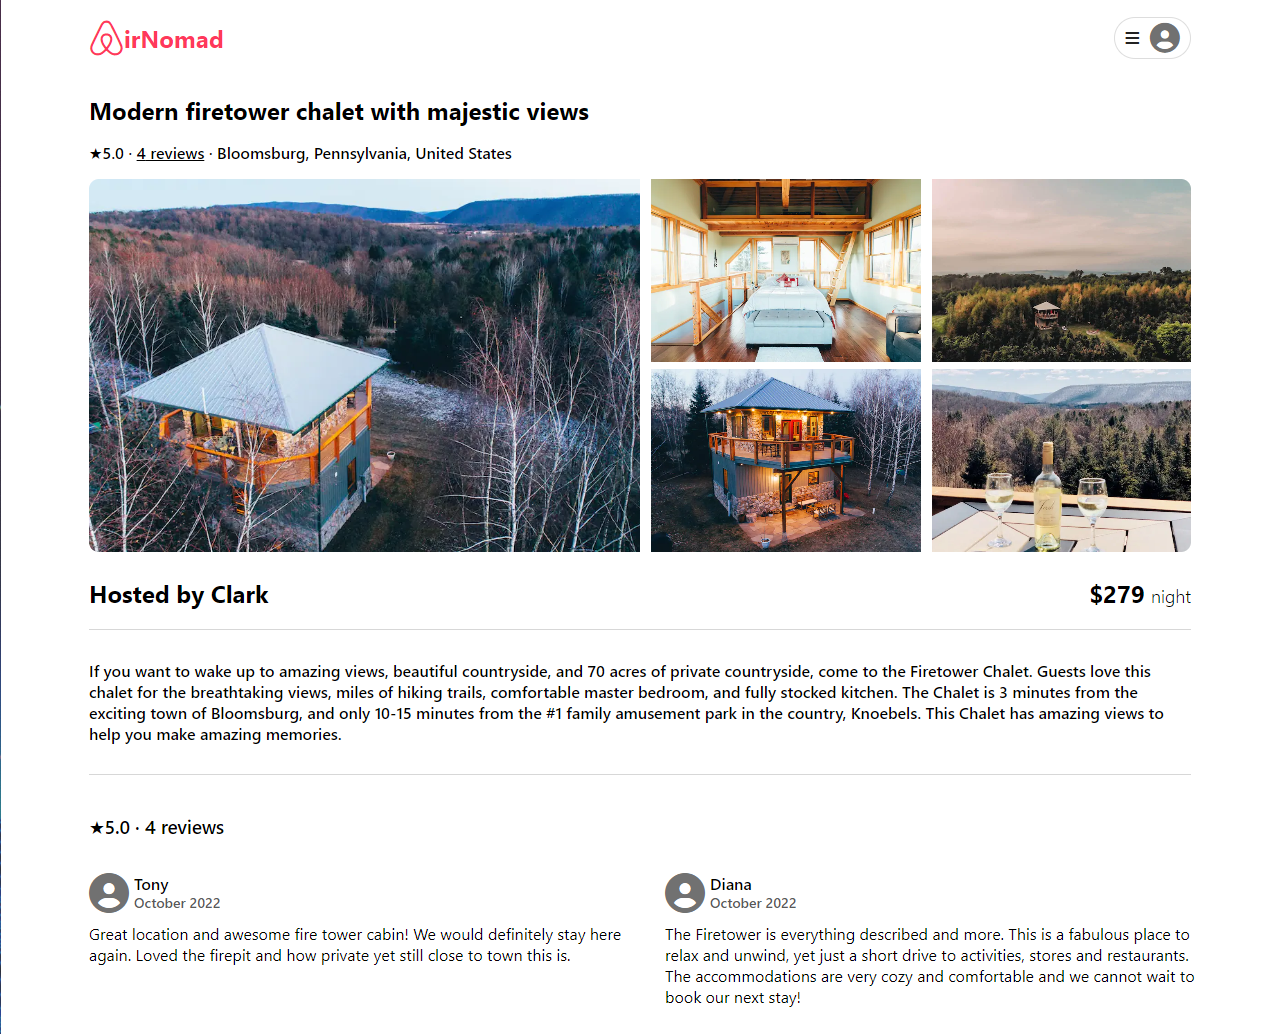 irNomad
Modern firetower chalet with majestic views
★5.0 · 4 reviews · Bloomsburg, Pennsylvania, United States
Hosted by Clark
$279 night
If you want to wake up to amazing views, beautiful countryside, and 70 acres of private countryside, come to the Firetower Chalet. Guests love this
chalet for the breathtaking views, miles of hiking trails, comfortable master bedroom, and fully stocked kitchen. The Chalet is 3 minutes from the
exciting town of Bloomsburg, and only 10-15 minutes from the #1 family amusement park in the country, Knoebels. This Chalet has amazing views to
help you make amazing memories.
★5.0 · 4 reviews
Tony
October 2022
Great location and awesome fire tower cabin! We would definitely stay here
again. Loved the firepit and how private yet still close to town this is.
Diana
October 2022
The Firetower is everything described and more. This is a fabulous place to
relax and unwind, yet just a short drive to activities, stores and restaurants.
The accommodations are very cozy and comfortable and we cannot wait to
book our next stay!